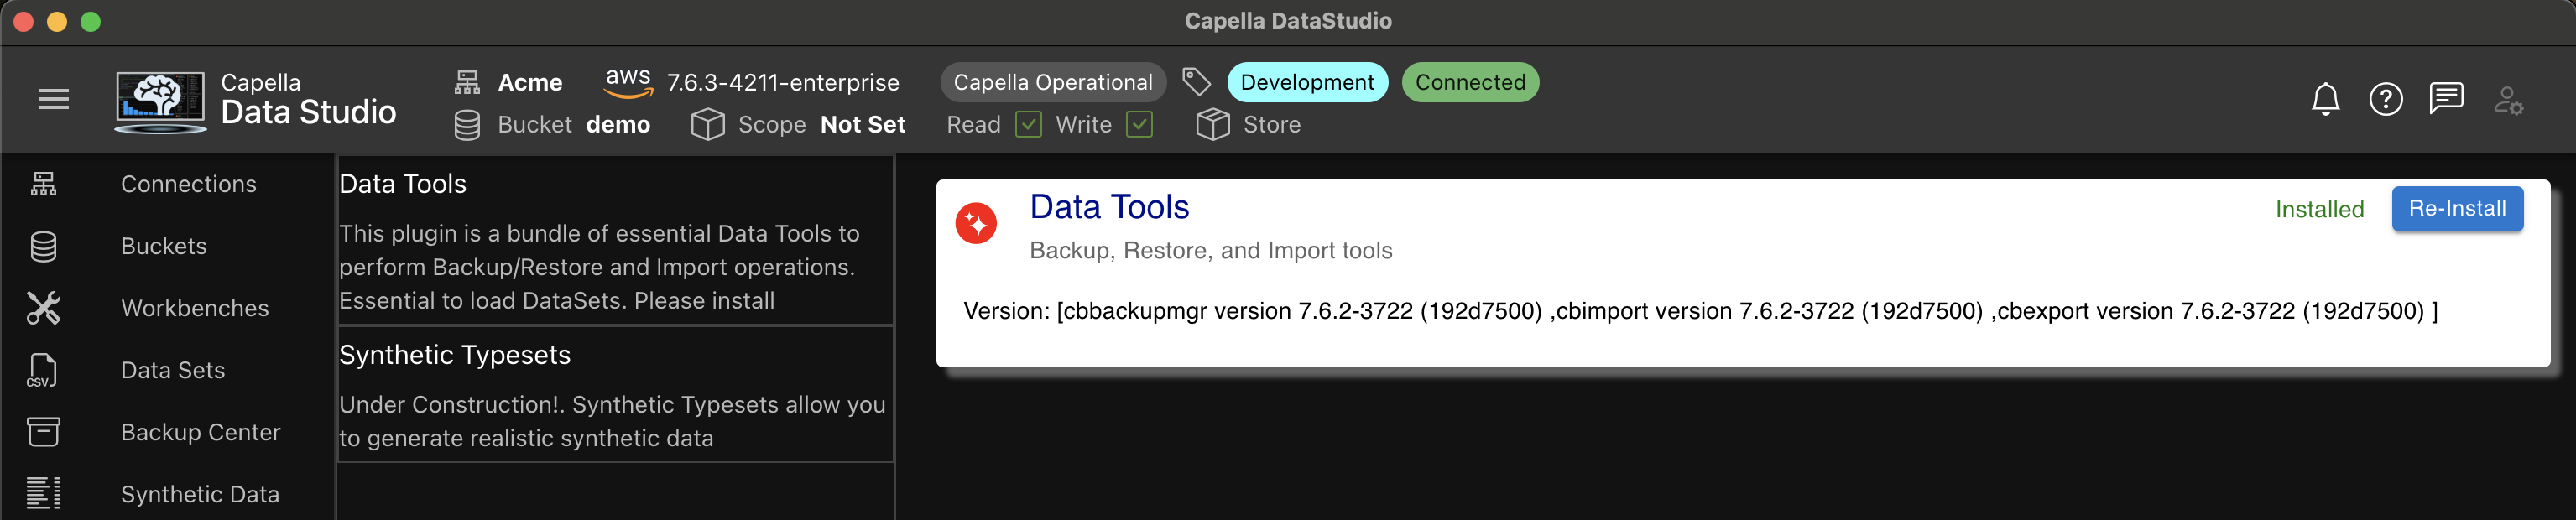 Capella DataStudio
Capella
Data Studio
Acme
aws
7.6.3-4211-enterprise
Capella Operational
Development
Connected
Bucket demo
Scope Not Set
Read
Write
Store
Connections
Buckets
Workbenches
CSV
Data Sets
Backup Center
Synthetic Data
Data Tools
This plugin is a bundle of essential Data Tools to
perform Backup/Restore and Import operations.
Essential to load DataSets. Please install
Synthetic Typesets
Under Construction!. Synthetic Typesets allow you
to generate realistic synthetic data
Data Tools
Installed
Re-Install
Backup, Restore, and Import tools
Version: [cbbackupmgr version 7.6.2-3722 (192d7500) ,cbimport version 7.6.2-3722 (192d7500) ,cbexport version 7.6.2-3722 (192d7500) ]